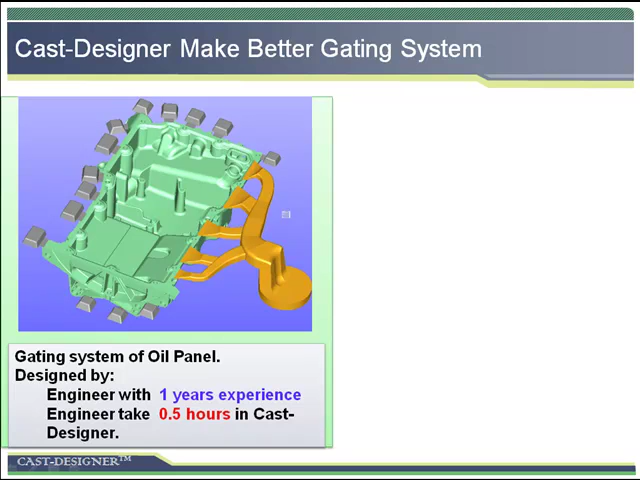 Cast-Designer Make Better Gating System
Gating system of Oil Panel.
Designed by:
Engineer with 1 years experience
Engineer take 0.5 hours in Cast-
Designer.
CAST-DESIGNER™